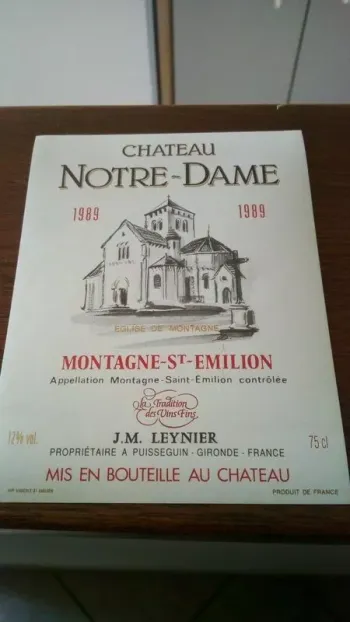 CHATEAU
NOTRE-DAME
1989 1989
EGLISE DE MONTAGNE
MONTAGNE-ST-EMILION
Appellation Montagne-Saint-Émilion contrôlée
La Tradition
des Vins Fins
12% vol. J.M. LEYNIER 75 cl
PROPRIÉTAIRE A PUISSEGUIN - GIRONDE - FRANCE
MIS EN BOUTEILLE AU CHATEAU
PRODUIT DE FRANCE